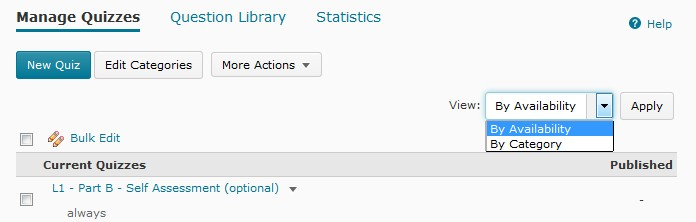 Manage Quizzes Question Library Statistics
Help
New Quiz Edit Categories More Actions
View: By Availability Apply
By Availability
By Category
Bulk Edit
Current Quizzes Published
L1 - Part B - Self Assessment (optional) -
always